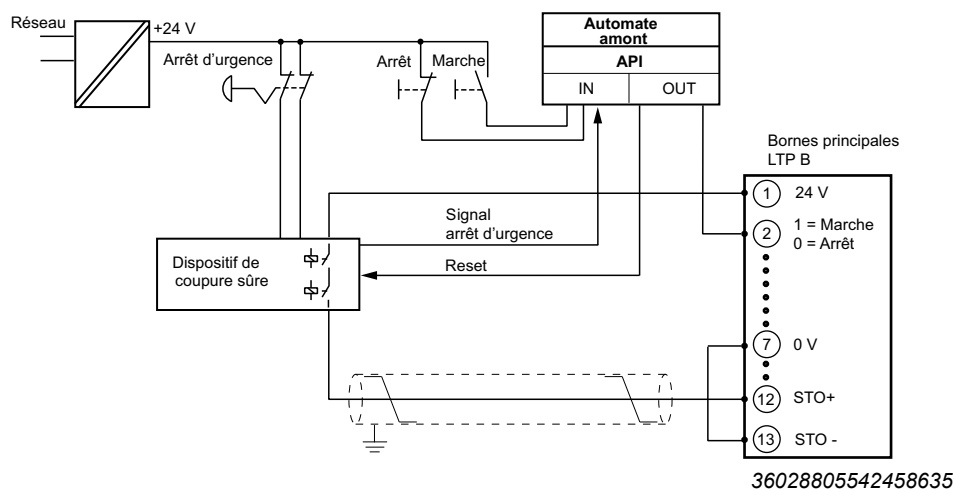 Réseau
+24 V
Arrêt d'urgence
Arrêt
Marche
Automate
amont
API
IN
OUT
Bornes principales
LTP B
1
24 V
2
1 = Marche
0 = Arrêt
Signal
arrêt d'urgence
Reset
Dispositif de
coupure sûre
7
0 V
12
STO+
13
STO -
36028805542458635